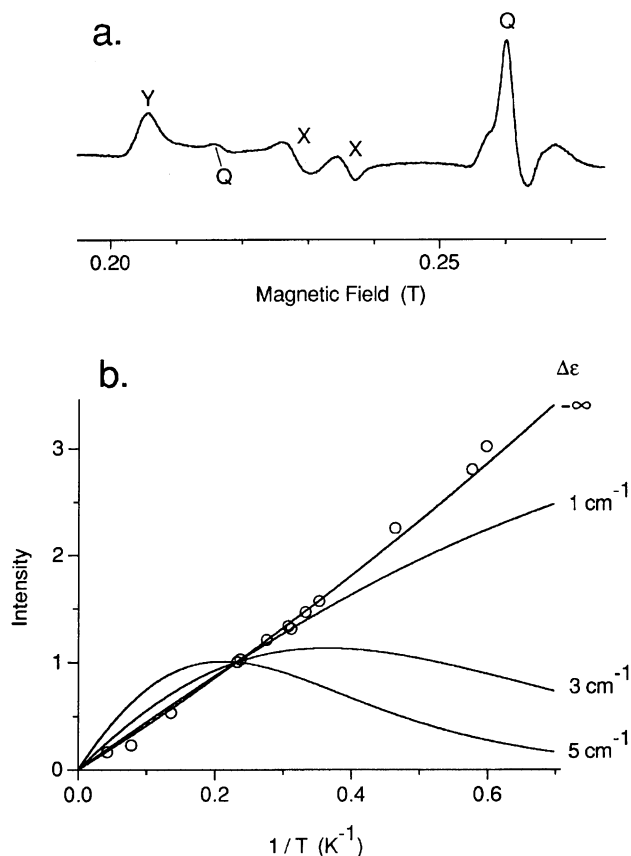 a.
Q
Y
X
X
Q
0.20
0.25
Magnetic Field (T)
b.
Δε
-∞
3
1 cm⁻¹
2
Intensity
1
3 cm⁻¹
5 cm⁻¹
0
0.0
0.2
0.4
0.6
1 / T (K⁻¹)